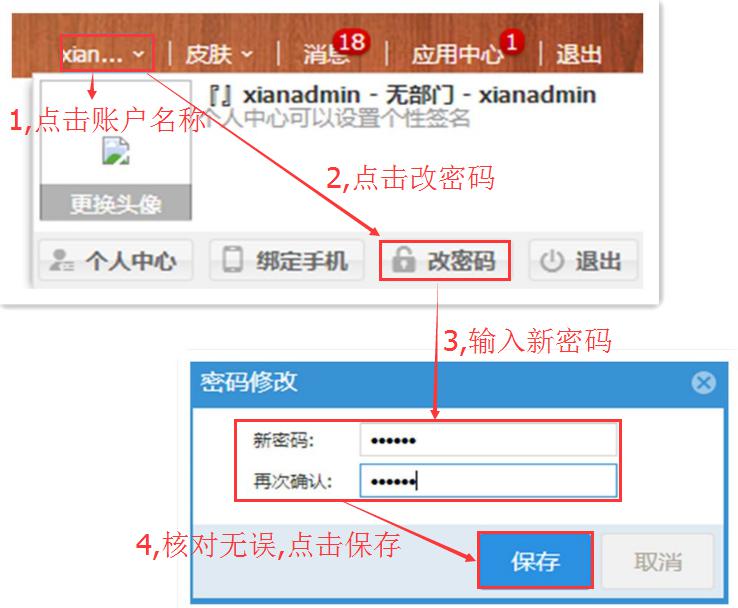 xian... 皮肤 消息 18 应用中心 1 退出
『』xianadmin - 无部门 - xianadmin
1,点击账户名称
个人中心可以设置个性签名
2,点击改密码
更换头像
个人中心 绑定手机 改密码 退出
3,输入新密码
密码修改
新密码: ••••••
再次确认: ••••••
4,核对无误,点击保存
保存 取消